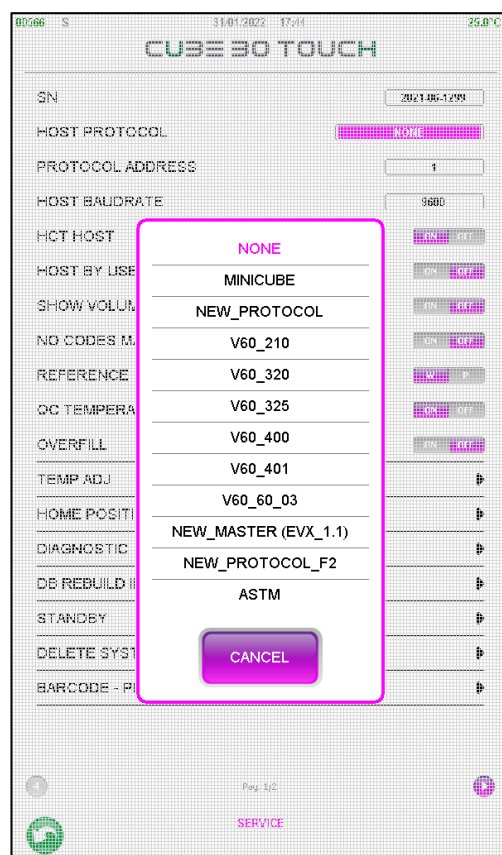 00566 S 31/01/2022 17:44 25.0°C
CUBE 30 TOUCH
SN 2021-06-1299
HOST PROTOCOL NONE
PROTOCOL ADDRESS 1
HOST BAUDRATE 9600
HCT HOST ON OFF
HOST BY USE ON OFF
SHOW VOLUM ON OFF
NO CODES MA ON OFF
REFERENCE W P
QC TEMPERA ON OFF
OVERFILL ON OFF
TEMP ADJ
HOME POSITI
DIAGNOSTIC
DB REBUILD I
STANDBY
DELETE SYST
BARCODE - P
NONE
MINICUBE
NEW_PROTOCOL
V60_210
V60_320
V60_325
V60_400
V60_401
V60_60_03
NEW_MASTER (EVX_1.1)
NEW_PROTOCOL_F2
ASTM
CANCEL
Pag. 1/2
SERVICE